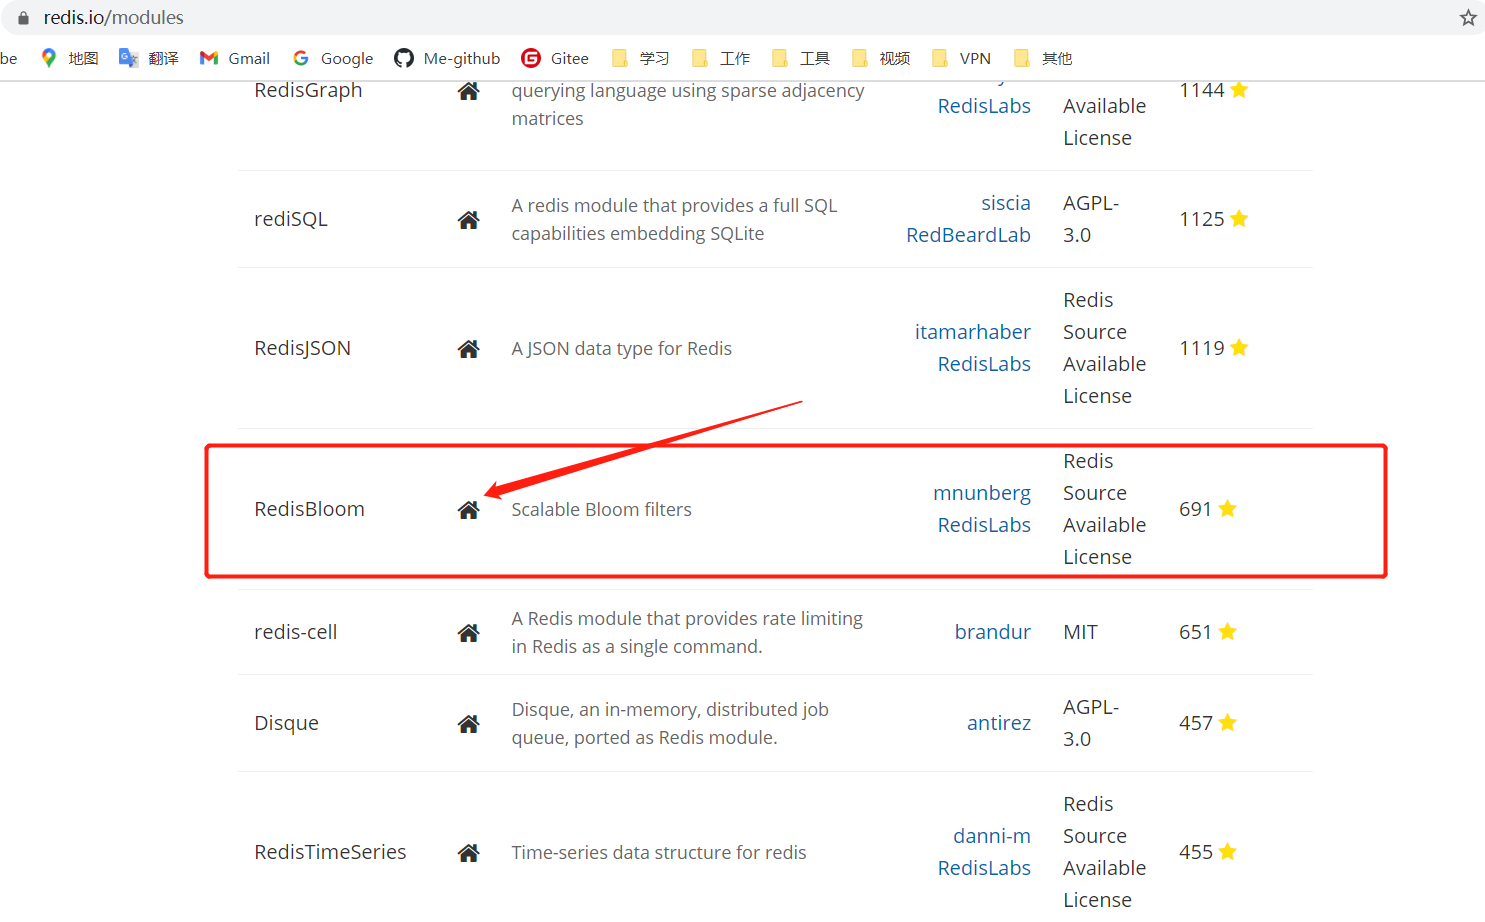 redis.io/modules
be 地图 翻译 Gmail Google Me-github Gitee 学习 工作 工具 视频 VPN 其他
RedisGraph
querying language using sparse adjacency
matrices
RedisLabs
Available
License
1144
rediSQL
A redis module that provides a full SQL
capabilities embedding SQLite
siscia
RedBeardLab
AGPL-
3.0
1125
RedisJSON
A JSON data type for Redis
itamarhaber
RedisLabs
Redis
Source
Available
License
1119
RedisBloom
Scalable Bloom filters
mnunberg
RedisLabs
Redis
Source
Available
License
691
redis-cell
A Redis module that provides rate limiting
in Redis as a single command.
brandur
MIT
651
Disque
Disque, an in-memory, distributed job
queue, ported as Redis module.
antirez
AGPL-
3.0
457
RedisTimeSeries
Time-series data structure for redis
danni-m
RedisLabs
Redis
Source
Available
License
455